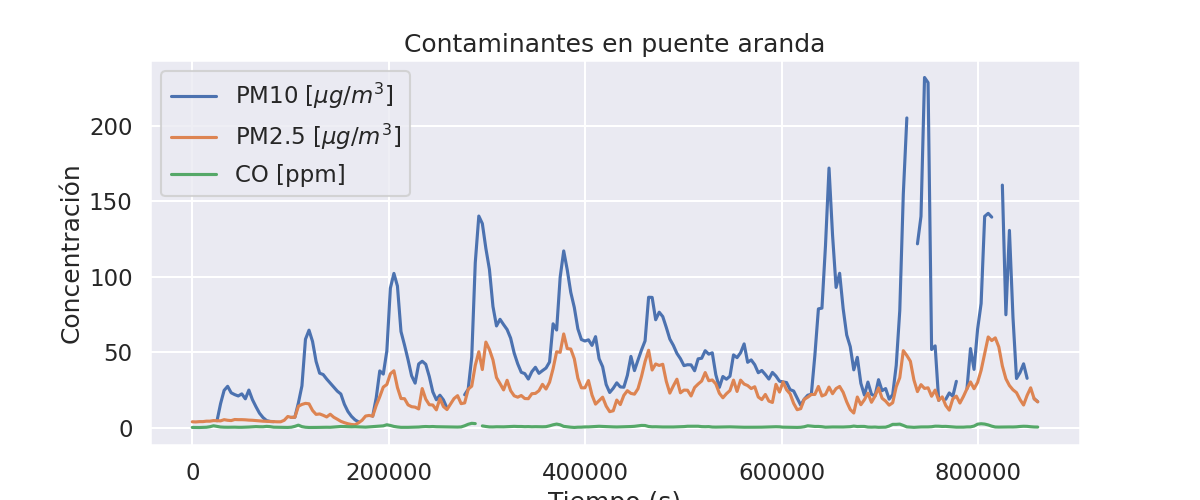 Contaminantes en puente aranda
PM10 [μg/m³]
PM2.5 [μg/m³]
CO [ppm]
Concentración
200
150
100
50
0
0 200000 400000 600000 800000
Tiempo (s)